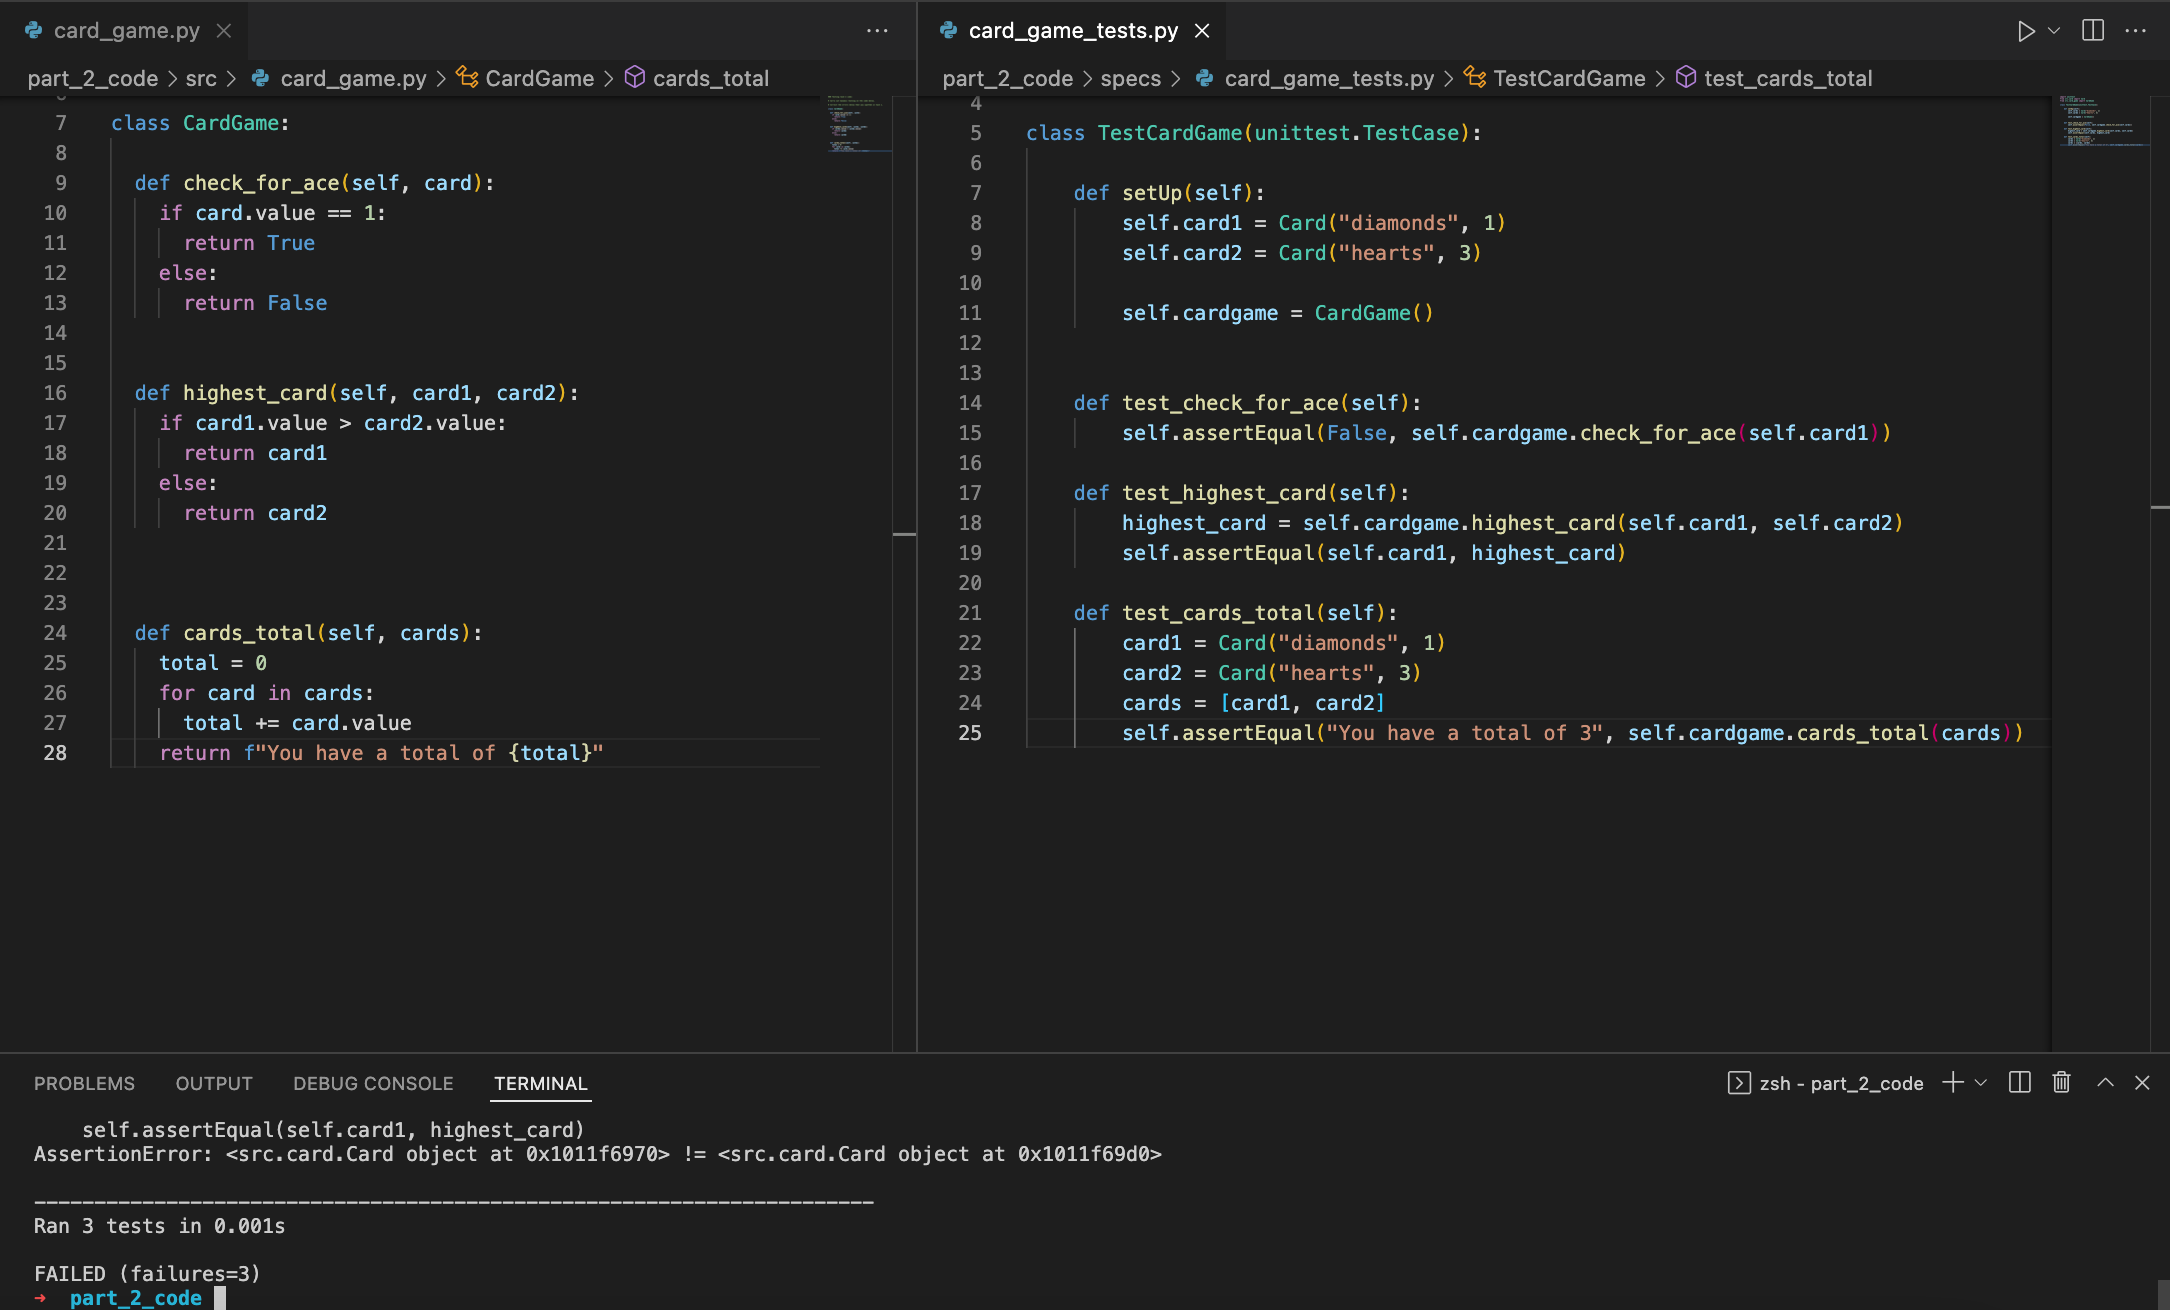 card_game.py
part_2_code > src > card_game.py > CardGame > cards_total
7 class CardGame:
8
9 def check_for_ace(self, card):
10 if card.value == 1:
11 return True
12 else:
13 return False
14
15
16 def highest_card(self, card1, card2):
17 if card1.value > card2.value:
18 return card1
19 else:
20 return card2
21
22
23
24 def cards_total(self, cards):
25 total = 0
26 for card in cards:
27 total += card.value
28 return f"You have a total of {total}"
card_game_tests.py
part_2_code > specs > card_game_tests.py > TestCardGame > test_cards_total
4
5 class TestCardGame(unittest.TestCase):
6
7 def setUp(self):
8 self.card1 = Card("diamonds", 1)
9 self.card2 = Card("hearts", 3)
10
11 self.cardgame = CardGame()
12
13
14 def test_check_for_ace(self):
15 self.assertEqual(False, self.cardgame.check_for_ace(self.card1))
16
17 def test_highest_card(self):
18 highest_card = self.cardgame.highest_card(self.card1, self.card2)
19 self.assertEqual(self.card1, highest_card)
20
21 def test_cards_total(self):
22 card1 = Card("diamonds", 1)
23 card2 = Card("hearts", 3)
24 cards = [card1, card2]
25 self.assertEqual("You have a total of 3", self.cardgame.cards_total(cards))
PROBLEMS OUTPUT DEBUG CONSOLE TERMINAL
zsh - part_2_code
self.assertEqual(self.card1, highest_card)
AssertionError: <src.card.Card object at 0x1011f6970> != <src.card.Card object at 0x1011f69d0>
----------------------------------------------------------------------
Ran 3 tests in 0.001s
FAILED (failures=3)
→ part_2_code